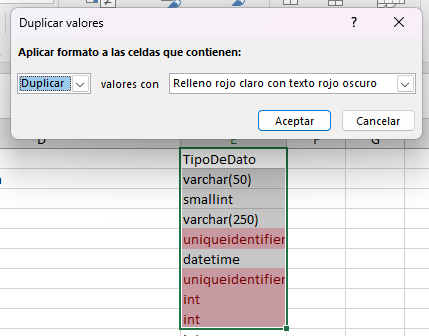 Duplicar valores
?
Aplicar formato a las celdas que contienen:
Duplicar valores con Relleno rojo claro con texto rojo oscuro
Aceptar Cancelar
D E F G
TipoDeDato
varchar(50)
smallint
varchar(250)
uniqueidentifier
datetime
uniqueidentifier
int
int